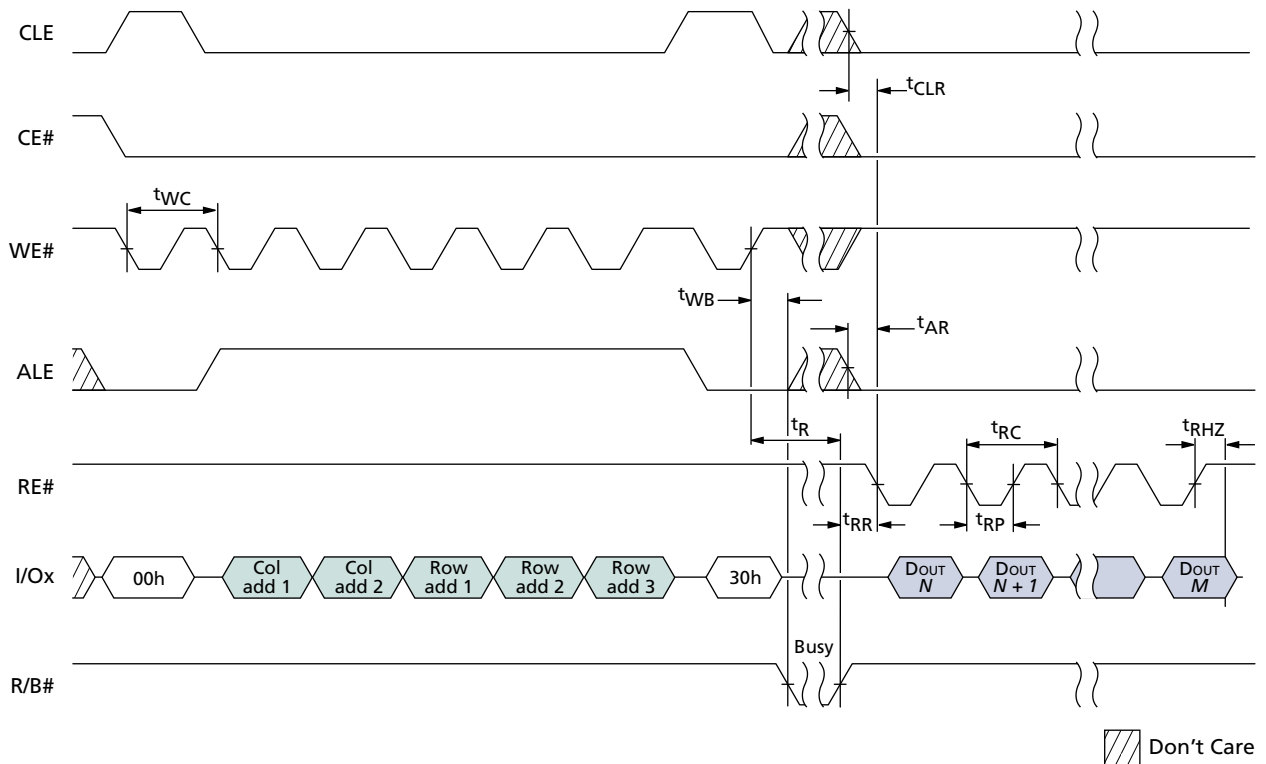 CLE
tCLR
CE#
tWC
WE#
tWB
tAR
ALE
tR
tRC
tRHZ
RE#
tRR
tRP
I/Ox
00h
Col
add 1
Col
add 2
Row
add 1
Row
add 2
Row
add 3
30h
DOUT
N
DOUT
N + 1
DOUT
M
Busy
R/B#
Don't Care